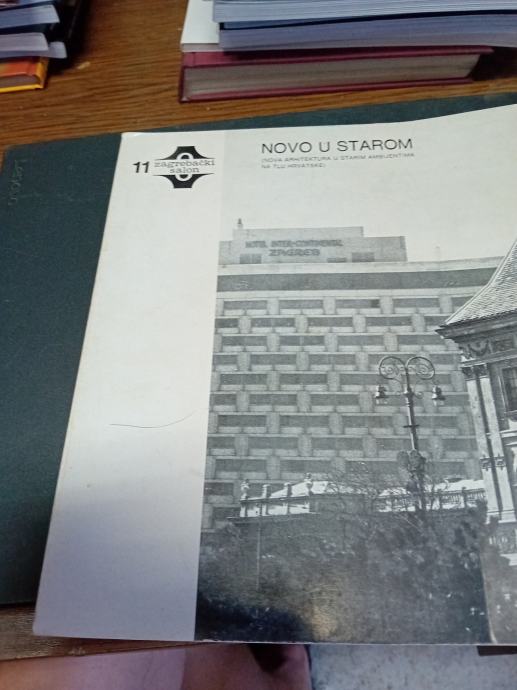 11 zagrebački
salon
NOVO U STAROM
(NOVA ARHITEKTURA U STARIM AMBIJENTIMA
NA TLU HRVATSKE)
HOTEL INTER-CONTINENTAL
ZAGREB